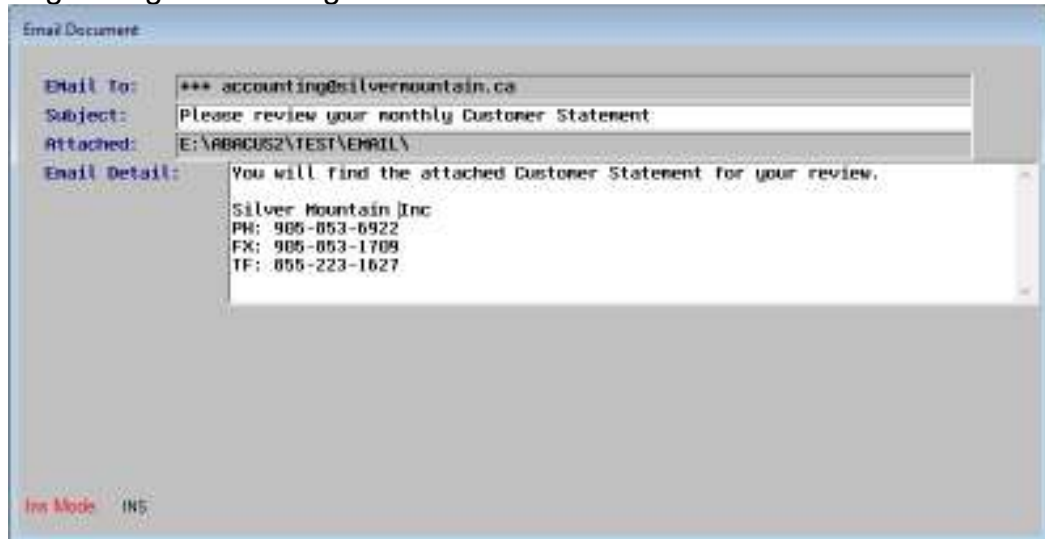 Email Document
EMail To: *** accounting@silvermountain.ca
Subject: Please review your monthly Customer Statement
Attached: E:\ABACUS2\TEST\EMAIL\
Email Detail: You will find the attached Customer Statement for your review.
Silver Mountain Inc
PH: 905-853-6922
FX: 905-853-1709
TF: 855-223-1627
Ins Mode INS